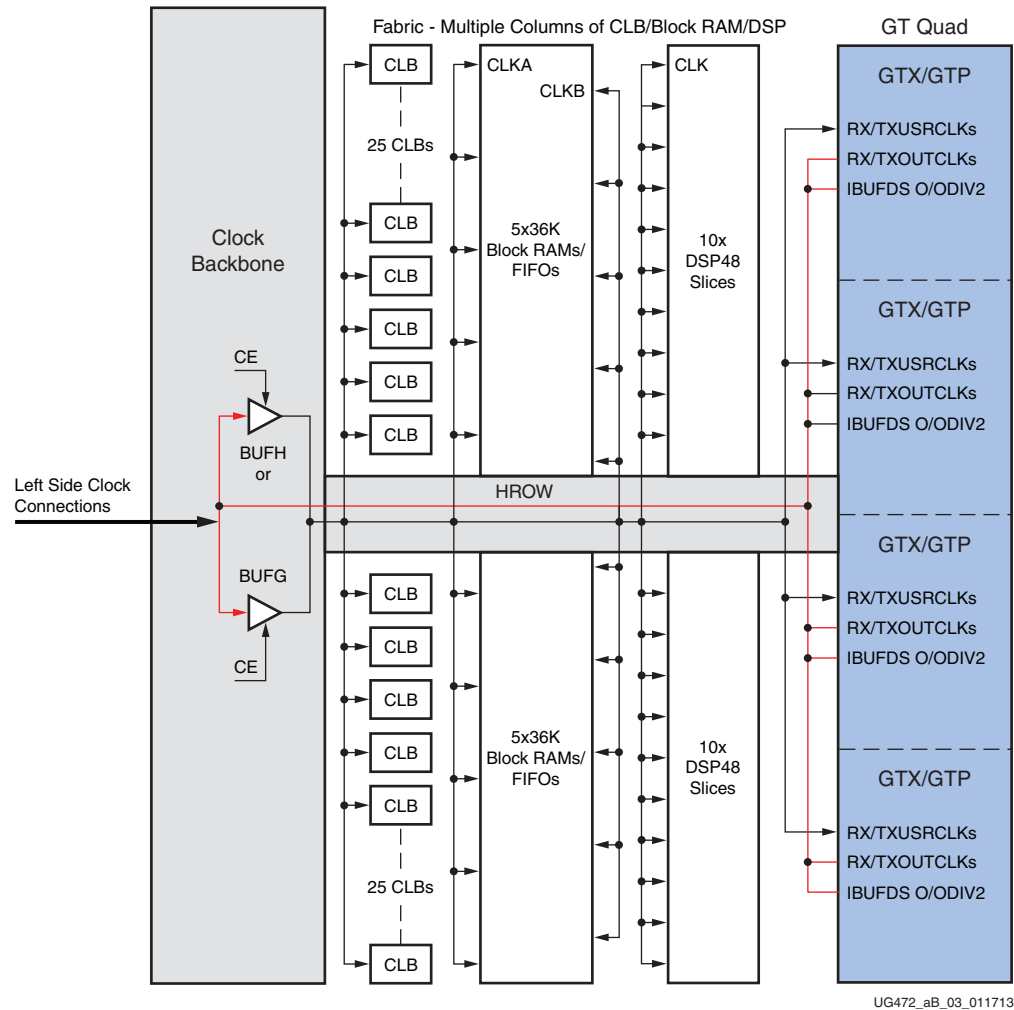 Fabric - Multiple Columns of CLB/Block RAM/DSP
GT Quad
CLB
25 CLBs
CLB
CLB
CLB
CLB
CLB
CLKA
CLKB
5x36K
Block RAMs/
FIFOs
CLK
10x
DSP48
Slices
GTX/GTP
RX/TXUSRCLKs
RX/TXOUTCLKs
IBUFDS O/ODIV2
GTX/GTP
RX/TXUSRCLKs
RX/TXOUTCLKs
IBUFDS O/ODIV2
Clock
Backbone
CE
BUFH
or
Left Side Clock
Connections
BUFG
CE
HROW
CLB
CLB
CLB
CLB
CLB
25 CLBs
CLB
5x36K
Block RAMs/
FIFOs
10x
DSP48
Slices
GTX/GTP
RX/TXUSRCLKs
RX/TXOUTCLKs
IBUFDS O/ODIV2
GTX/GTP
RX/TXUSRCLKs
RX/TXOUTCLKs
IBUFDS O/ODIV2
UG472_aB_03_011713